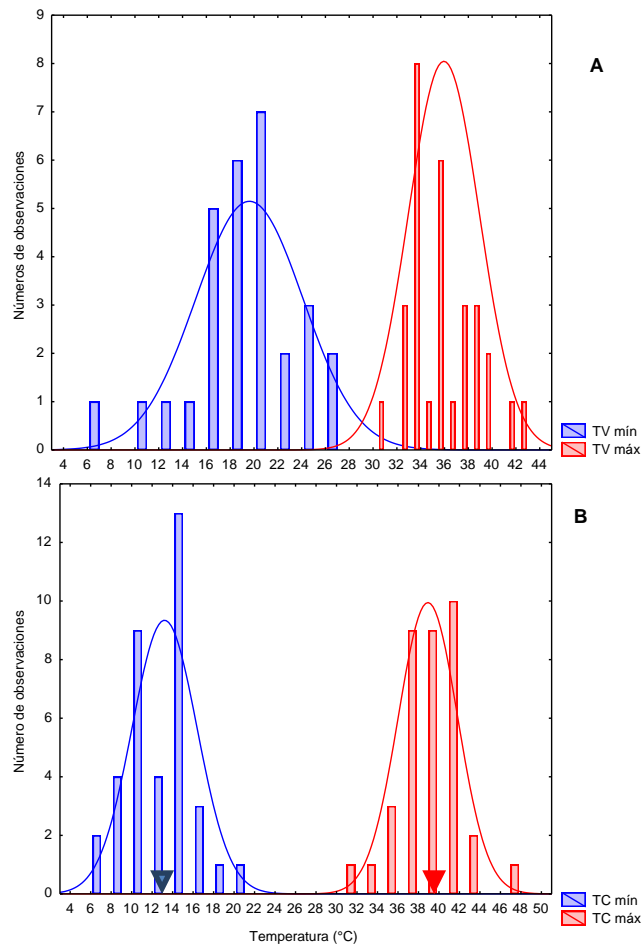 9
8
7
6
5
4
3
2
1
0
Números de observaciones
A
4 6 8 10 12 14 16 18 20 22 24 26 28 30 32 34 36 38 40 42 44
TV mín
TV máx
14
12
10
8
6
4
2
0
Número de observaciones
B
4 6 8 10 12 14 16 18 20 22 24 26 28 30 32 34 36 38 40 42 44 46 48 50
Temperatura (°C)
TC mín
TC máx